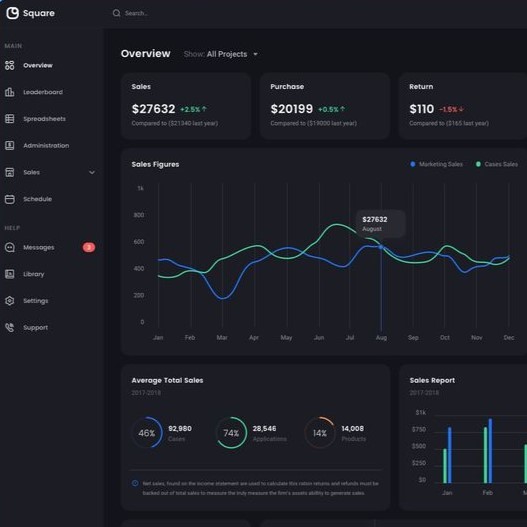 Square
Search...
MAIN
Overview
Leaderboard
Spreadsheets
Administration
Sales
Schedule
HELP
Messages 3
Library
Settings
Support
Overview Show: All Projects
Sales
$27632 +2.5%
Compared to ($21340 last year)
Purchase
$20199 +0.5%
Compared to ($19000 last year)
Return
$110 -1.5%
Compared to ($165 last year)
Sales Figures
Marketing Sales Cases Sales
1k
800
600
400
200
0
$27632
August
Jan Feb Mar Apr May Jun Jul Aug Sep Oct Nov Dec
Average Total Sales
2017-2018
46% 92,980
Cases
74% 28,546
Applications
14% 14,008
Products
Net sales, found on the income statement are used to calculate this ration returns and refunds must be
backed out of total sales to measure the truly measure the firm's assets ability to generate sales.
Sales Report
2017-2018
$1k
$750
$500
$250
$0
Jan Feb